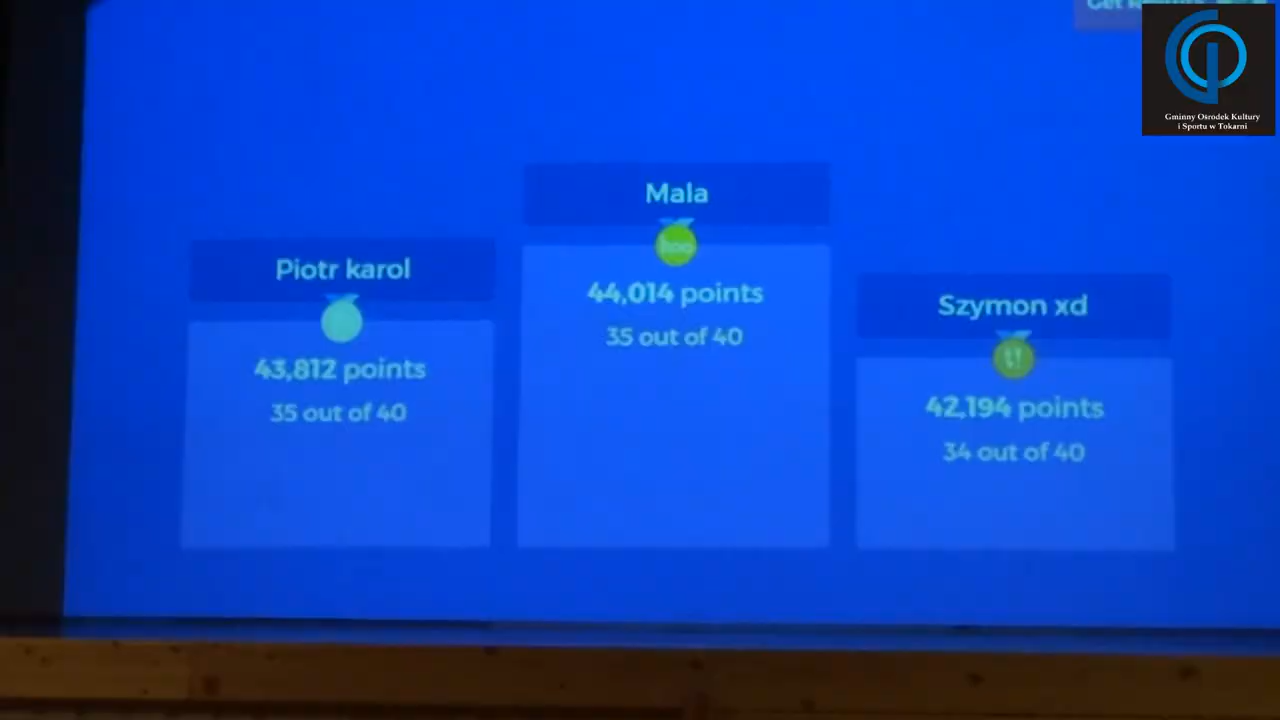 Get
Gminny Ośrodek Kultury
i Sportu w Tokarni
Mala
44,014 points
35 out of 40
Piotr karol
43,812 points
35 out of 40
Szymon xd
42,194 points
34 out of 40